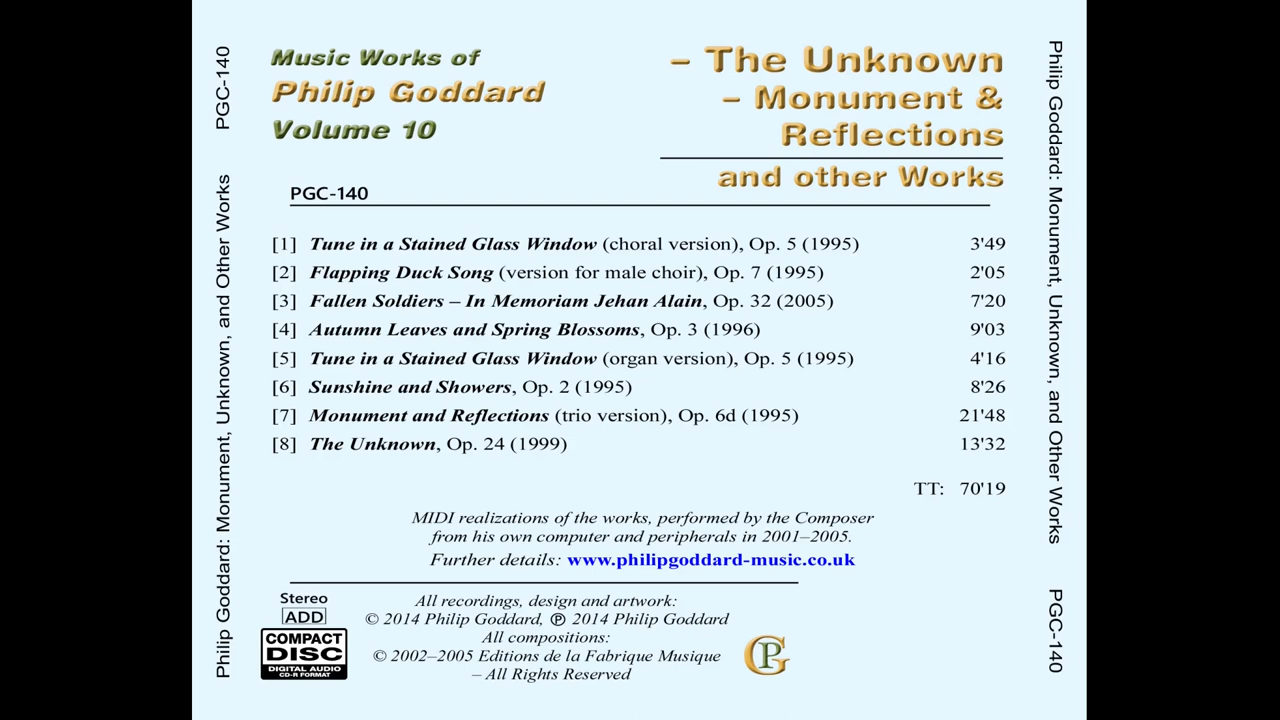 PGC-140
Philip Goddard: Monument, Unknown, and Other Works
Music Works of
Philip Goddard
Volume 10
– The Unknown
– Monument &
Reflections
and other Works
PGC-140
[1] Tune in a Stained Glass Window (choral version), Op. 5 (1995) 3'49
[2] Flapping Duck Song (version for male choir), Op. 7 (1995) 2'05
[3] Fallen Soldiers – In Memoriam Jehan Alain, Op. 32 (2005) 7'20
[4] Autumn Leaves and Spring Blossoms, Op. 3 (1996) 9'03
[5] Tune in a Stained Glass Window (organ version), Op. 5 (1995) 4'16
[6] Sunshine and Showers, Op. 2 (1995) 8'26
[7] Monument and Reflections (trio version), Op. 6d (1995) 21'48
[8] The Unknown, Op. 24 (1999) 13'32
TT: 70'19
MIDI realizations of the works, performed by the Composer
from his own computer and peripherals in 2001–2005.
Further details: www.philipgoddard-music.co.uk
Stereo
ADD
COMPACT
DISC
DIGITAL AUDIO
CD-R FORMAT
All recordings, design and artwork:
© 2014 Philip Goddard, ℗ 2014 Philip Goddard
All compositions:
© 2002–2005 Editions de la Fabrique Musique
– All Rights Reserved
PG
Philip Goddard: Monument, Unknown, and Other Works
PGC-140